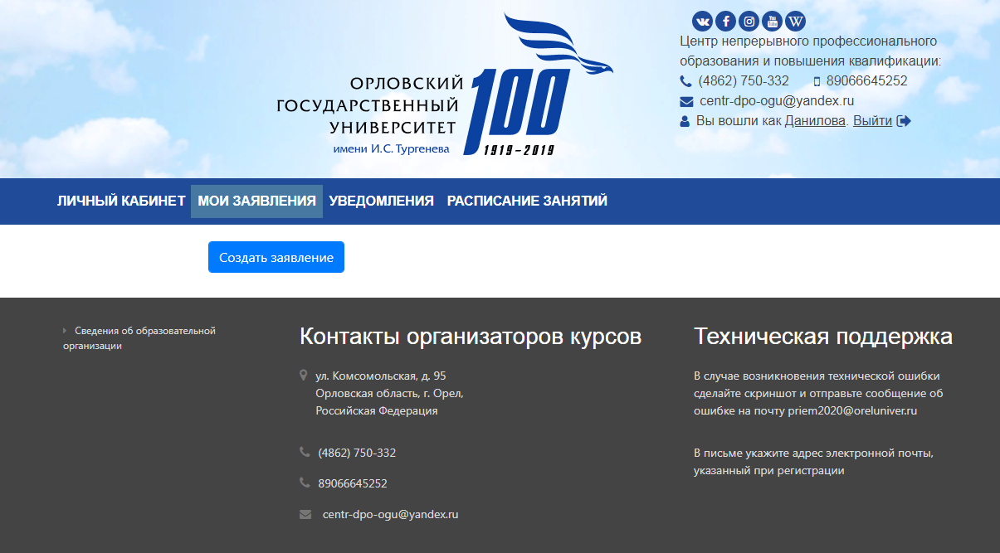 ОРЛОВСКИЙ
ГОСУДАРСТВЕННЫЙ
УНИВЕРСИТЕТ
имени И.С. Тургенева
100
1919-2019
You Tube
W
Центр непрерывного профессионального
образования и повышения квалификации:
(4862) 750-332 89066645252
centr-dpo-ogu@yandex.ru
Вы вошли как Данилова. Выйти
ЛИЧНЫЙ КАБИНЕТ МОИ ЗАЯВЛЕНИЯ УВЕДОМЛЕНИЯ РАСПИСАНИЕ ЗАНЯТИЙ
Создать заявление
Сведения об образовательной
организации
Контакты организаторов курсов
ул. Комсомольская, д. 95
Орловская область, г. Орел,
Российская Федерация
(4862) 750-332
89066645252
centr-dpo-ogu@yandex.ru
Техническая поддержка
В случае возникновения технической ошибки
сделайте скриншот и отправьте сообщение об
ошибке на почту priem2020@oreluniver.ru
В письме укажите адрес электронной почты,
указанный при регистрации